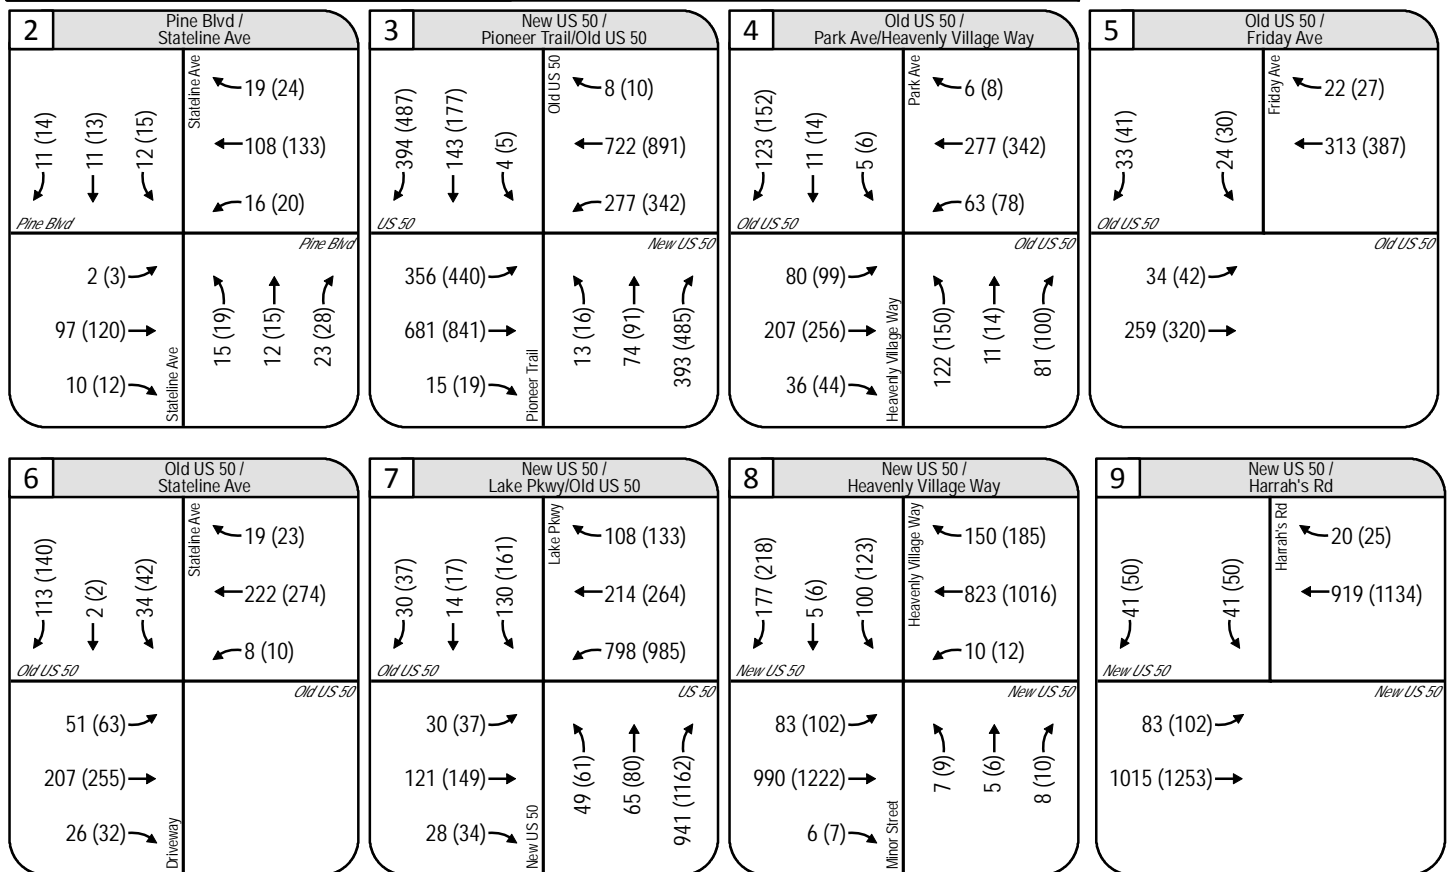 2
Pine Blvd /
Stateline Ave
11 (14)
11 (13)
12 (15)
Stateline Ave
19 (24)
108 (133)
16 (20)
Pine Blvd
Pine Blvd
2 (3)
97 (120)
10 (12)
Stateline Ave
15 (19)
12 (15)
23 (28)
3
New US 50 /
Pioneer Trail/Old US 50
394 (487)
143 (177)
4 (5)
Old US 50
8 (10)
722 (891)
277 (342)
US 50
New US 50
356 (440)
681 (841)
15 (19)
Pioneer Trail
13 (16)
74 (91)
393 (485)
4
Old US 50 /
Park Ave/Heavenly Village Way
123 (152)
11 (14)
5 (6)
Park Ave
6 (8)
277 (342)
63 (78)
Old US 50
Old US 50
80 (99)
207 (256)
36 (44)
Heavenly Village Way
122 (150)
11 (14)
81 (100)
5
Old US 50 /
Friday Ave
33 (41)
24 (30)
Friday Ave
22 (27)
313 (387)
Old US 50
Old US 50
34 (42)
259 (320)
6
Old US 50 /
Stateline Ave
113 (140)
2 (2)
34 (42)
Stateline Ave
19 (23)
222 (274)
8 (10)
Old US 50
Old US 50
51 (63)
207 (255)
26 (32)
Driveway
7
New US 50 /
Lake Pkwy/Old US 50
30 (37)
14 (17)
130 (161)
Lake Pkwy
108 (133)
214 (264)
798 (985)
Old US 50
US 50
30 (37)
121 (149)
28 (34)
New US 50
49 (61)
65 (80)
941 (1162)
8
New US 50 /
Heavenly Village Way
177 (218)
5 (6)
100 (123)
Heavenly Village Way
150 (185)
823 (1016)
10 (12)
New US 50
New US 50
83 (102)
990 (1222)
6 (7)
Minor Street
7 (9)
5 (6)
8 (10)
9
New US 50 /
Harrah's Rd
41 (50)
41 (50)
Harrah's Rd
20 (25)
919 (1134)
New US 50
New US 50
83 (102)
1015 (1253)